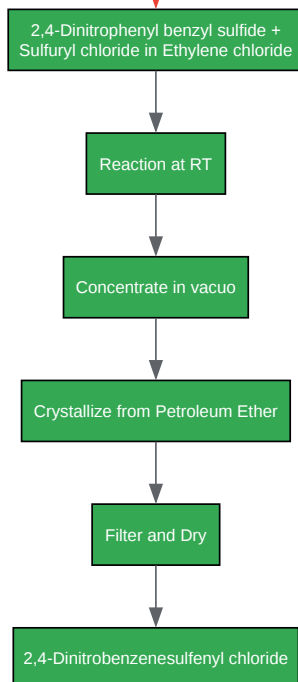 2,4-Dinitrophenyl benzyl sulfide +
Sulfuryl chloride in Ethylene chloride
Reaction at RT
Concentrate in vacuo
Crystallize from Petroleum Ether
Filter and Dry
2,4-Dinitrobenzenesulfenyl chloride